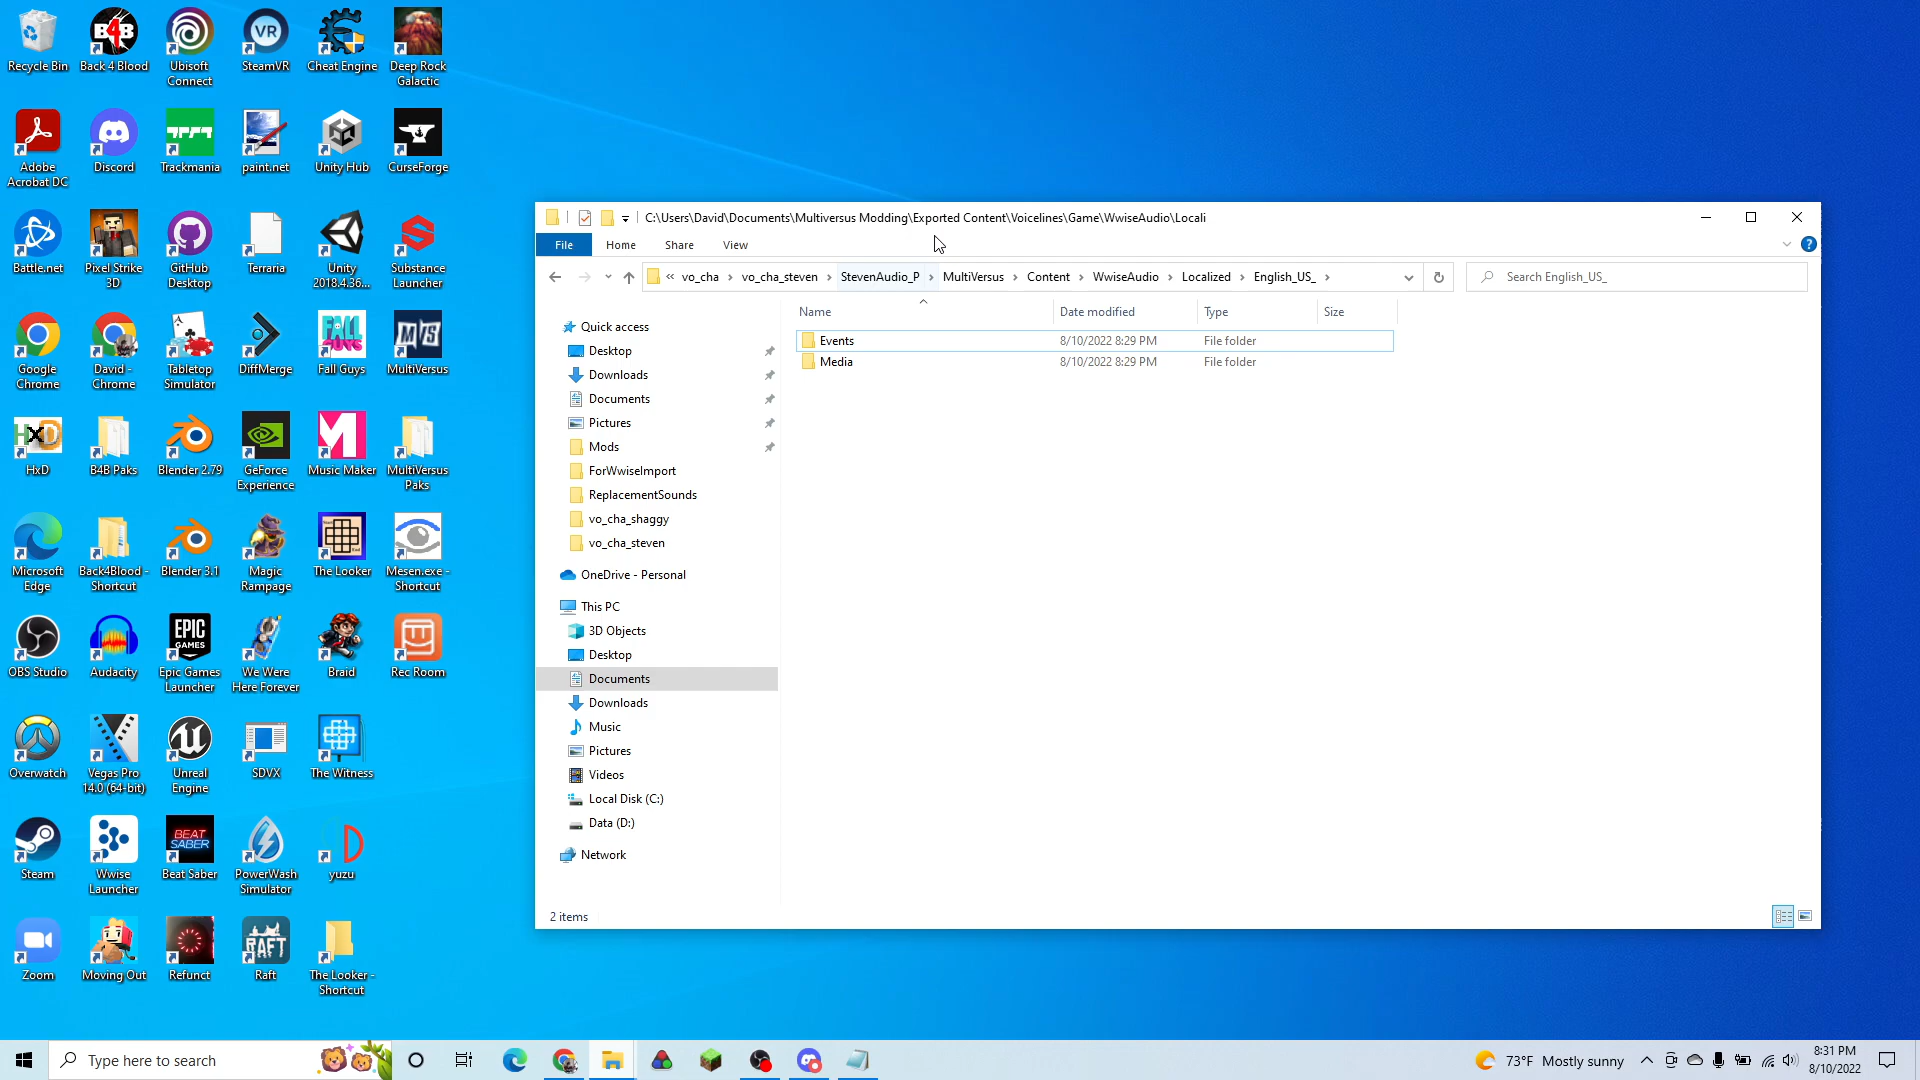 Recycle Bin
Back 4 Blood
Ubisoft
Connect
SteamVR
Cheat Engine
Deep Rock
Galactic
Adobe
Acrobat DC
Discord
Trackmania
paint.net
Unity Hub
CurseForge
Battle.net
Pixel Strike
3D
GitHub
Desktop
Terraria
Unity
2018.4.36...
Substance
Launcher
Google
Chrome
David -
Chrome
Tabletop
Simulator
DiffMerge
Fall Guys
MultiVersus
HxD
B4B Paks
Blender 2.79
GeForce
Experience
Music Maker
MultiVersus
Paks
Microsoft
Edge
Back4Blood -
Shortcut
Blender 3.1
Magic
Rampage
The Looker
Mesen.exe -
Shortcut
OBS Studio
Audacity
EPIC
GAMES
Epic Games
Launcher
We Were
Here Forever
Braid
Rec Room
Overwatch
Vegas Pro
14.0 (64-bit)
Unreal
Engine
SDVX
The Witness
Steam
Wwise
Launcher
BEAT
SABER
Beat Saber
PowerWash
Simulator
yuzu
Zoom
Moving Out
Refunct
RAFT
Raft
The Looker -
Shortcut
B4B
VR
FALL
GUYS
M/S
HxD
C:\Users\David\Documents\Multiversus Modding\Exported Content\Voicelines\Game\WwiseAudio\Locali
File
Home
Share
View
« vo_cha › vo_cha_steven › StevenAudio_P › MultiVersus › Content › WwiseAudio › Localized › English_US_ ›
Search English_US_
Name
Date modified
Type
Size
Events
8/10/2022 8:29 PM
File folder
Media
8/10/2022 8:29 PM
File folder
Quick access
Desktop
Downloads
Documents
Pictures
Mods
ForWwiseImport
ReplacementSounds
vo_cha_shaggy
vo_cha_steven
OneDrive - Personal
This PC
3D Objects
Desktop
Documents
Downloads
Music
Pictures
Videos
Local Disk (C:)
Data (D:)
Network
2 items
Type here to search
73°F Mostly sunny
8:31 PM
8/10/2022